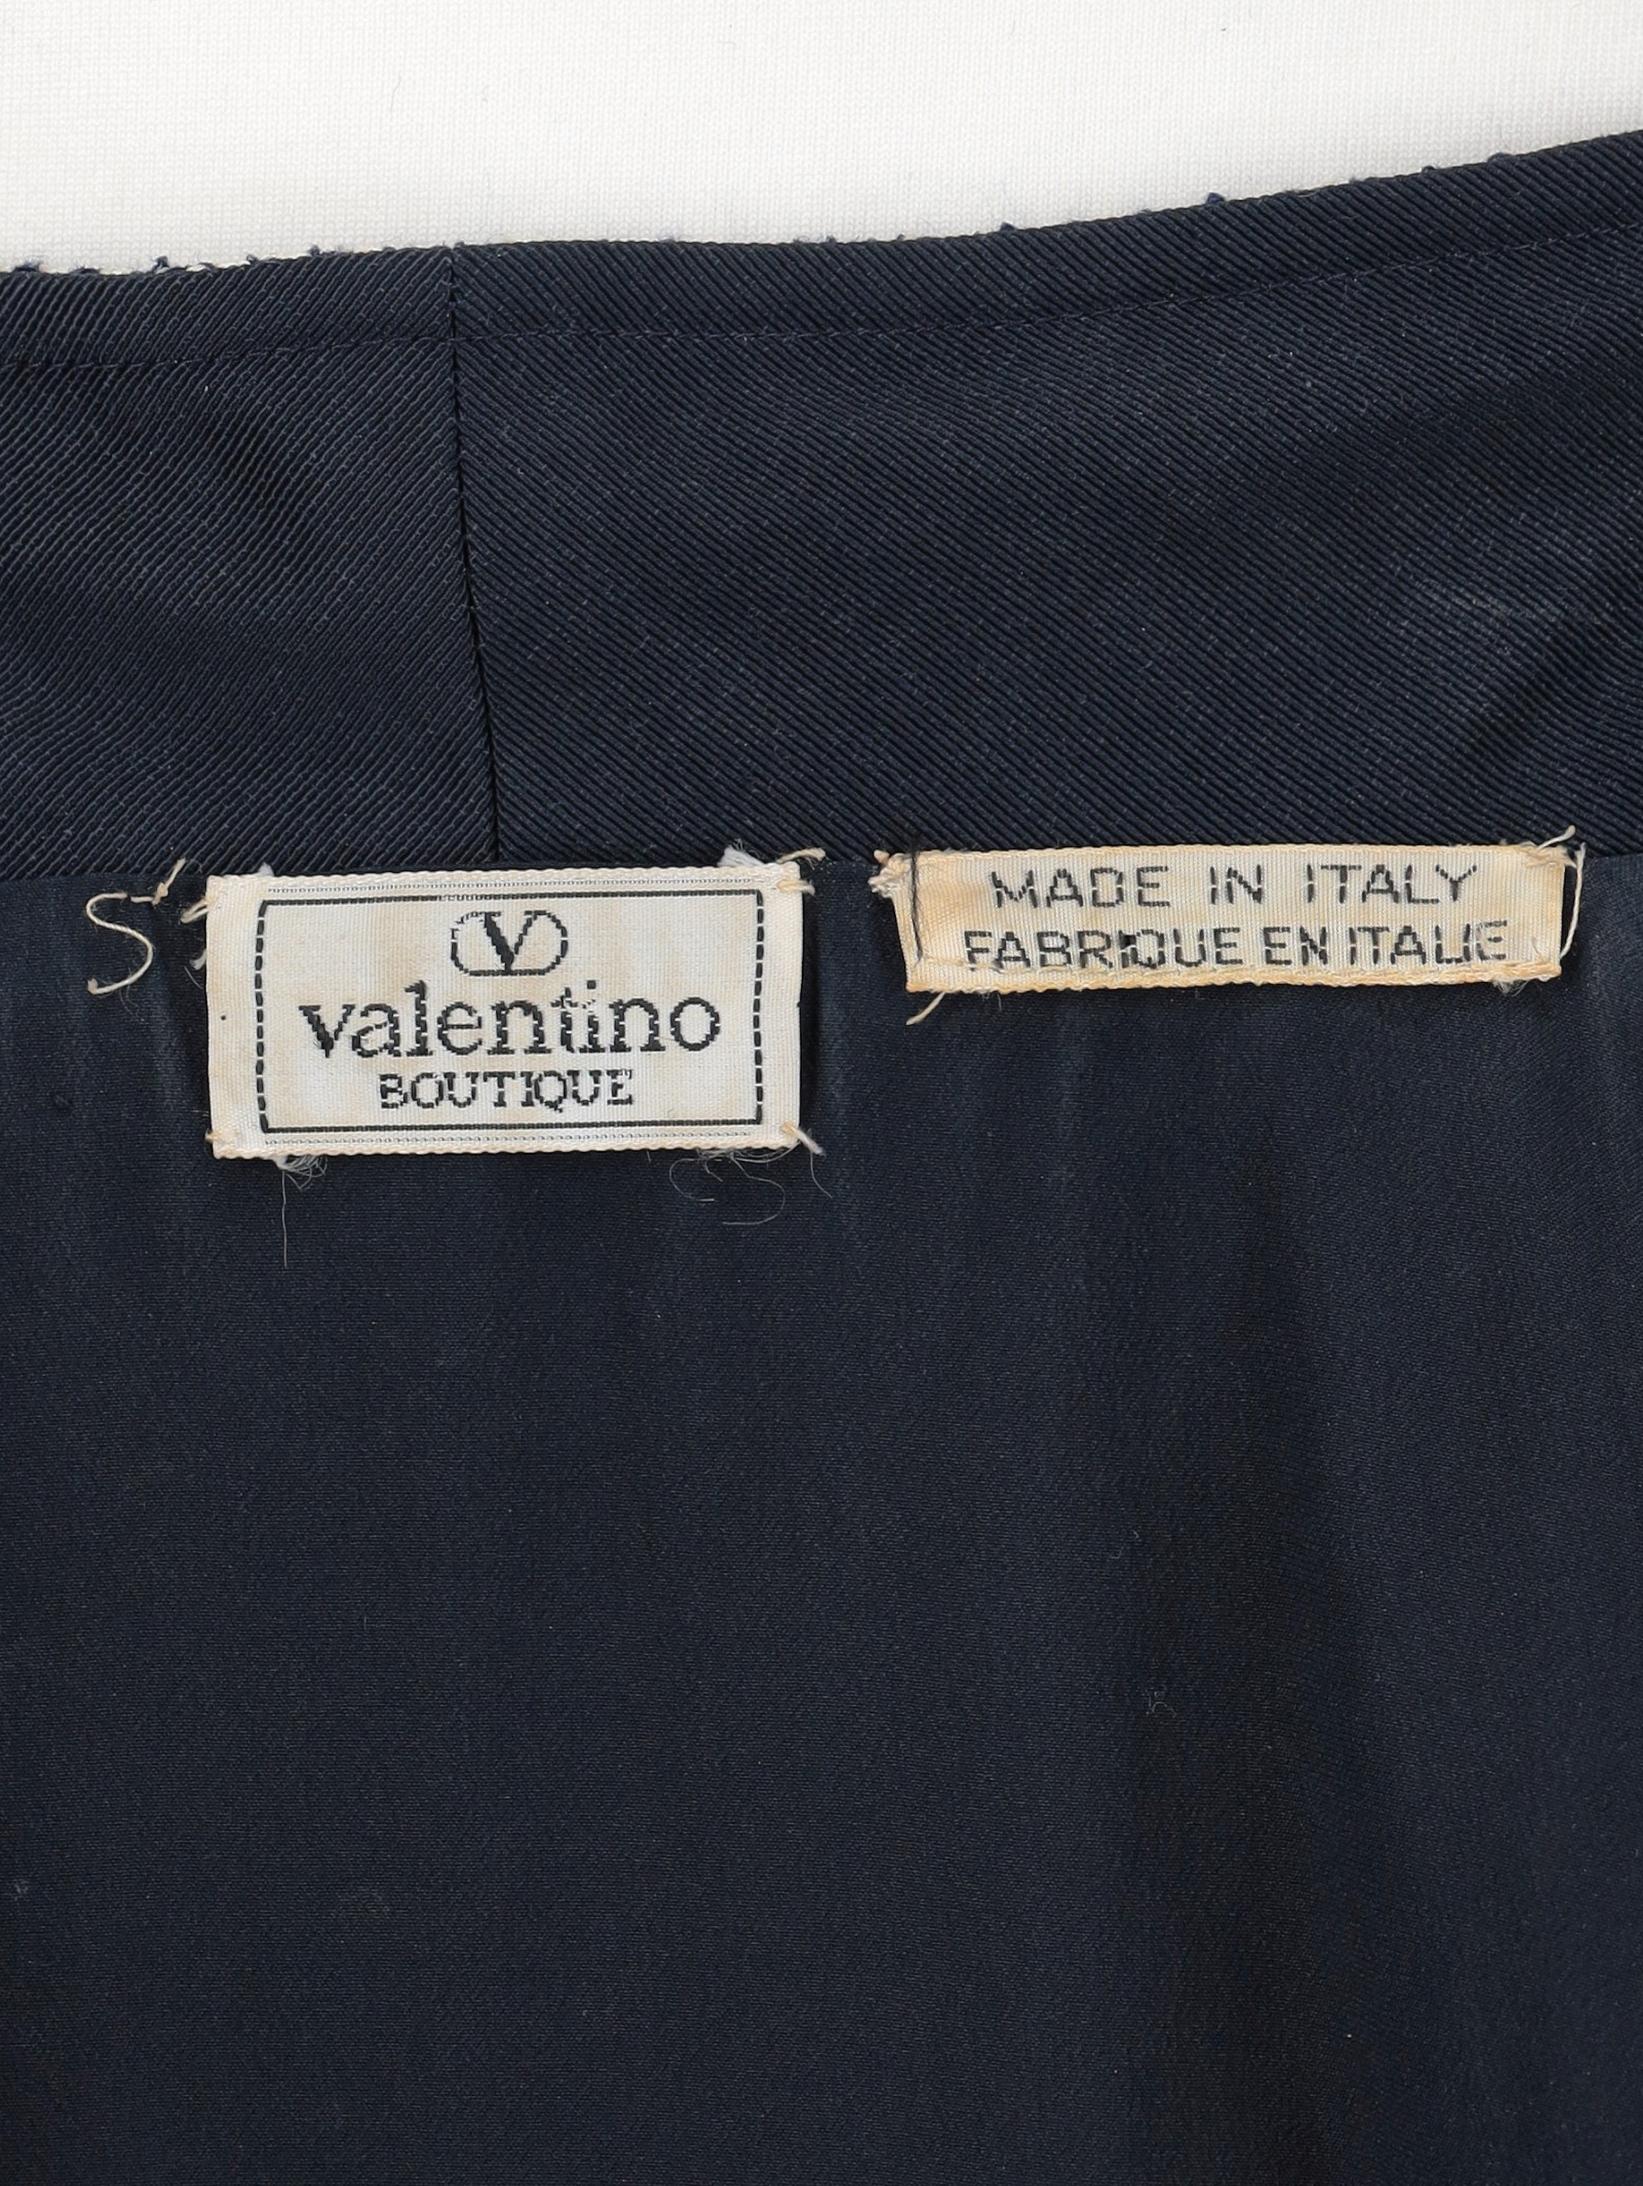 V
valentino
BOUTIQUE
MADE IN ITALY
FABRIQUE EN ITALIE